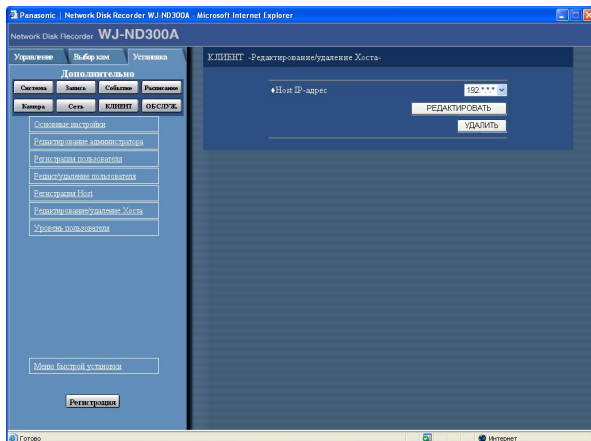 Panasonic | Network Disk Recorder WJ-ND300A - Microsoft Internet Explorer
Network Disk Recorder WJ-ND300A
Управление Выбор кам Установка
Дополнительно
Система Запись Событие Расписание
Камера Сеть КЛИЕНТ ОБСЛУЖ.
Основные настройки
Редактирование администратора
Регистрация пользователя
Редакт/удаление пользователя
Регистрация Host
Редактирование/удаление Хоста
Уровень пользователя
Меню быстрой установки
Регистрация
КЛИЕНТ -Редактирование/удаление Хоста-
♦Host IP-адрес 192.*.*.*
РЕДАКТИРОВАТЬ
УДАЛИТЬ
Готово Интернет